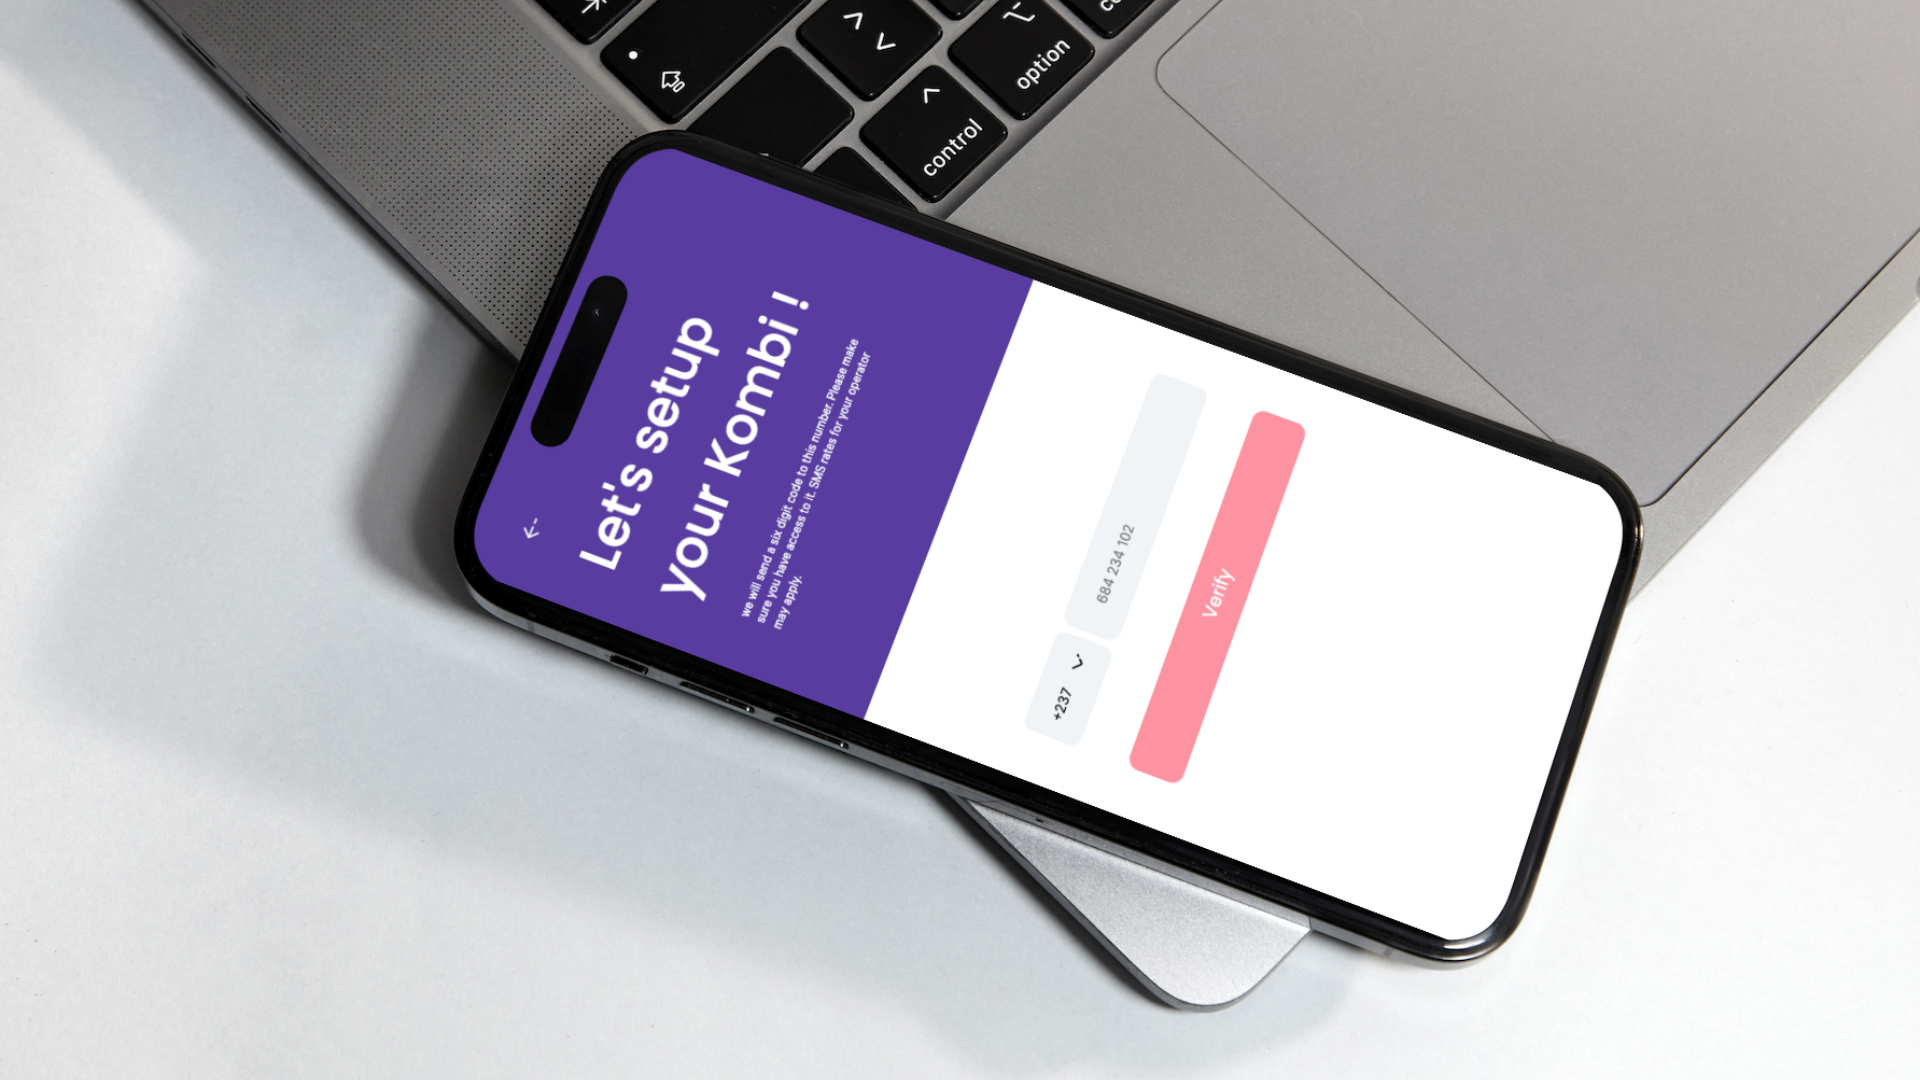 Let's setup
your Kombi !
we will send a six digit code to this number. Please make
sure you have access to it. SMS rates for your operator
may apply.
+237
684 234 102
Verify
option
control